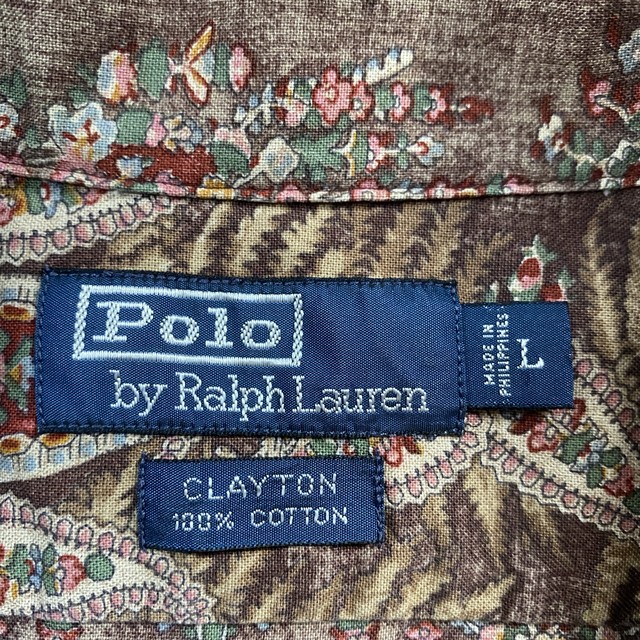 Polo
by Ralph Lauren
MADE IN
PHILIPPINES
L
CLAYTON
100% COTTON